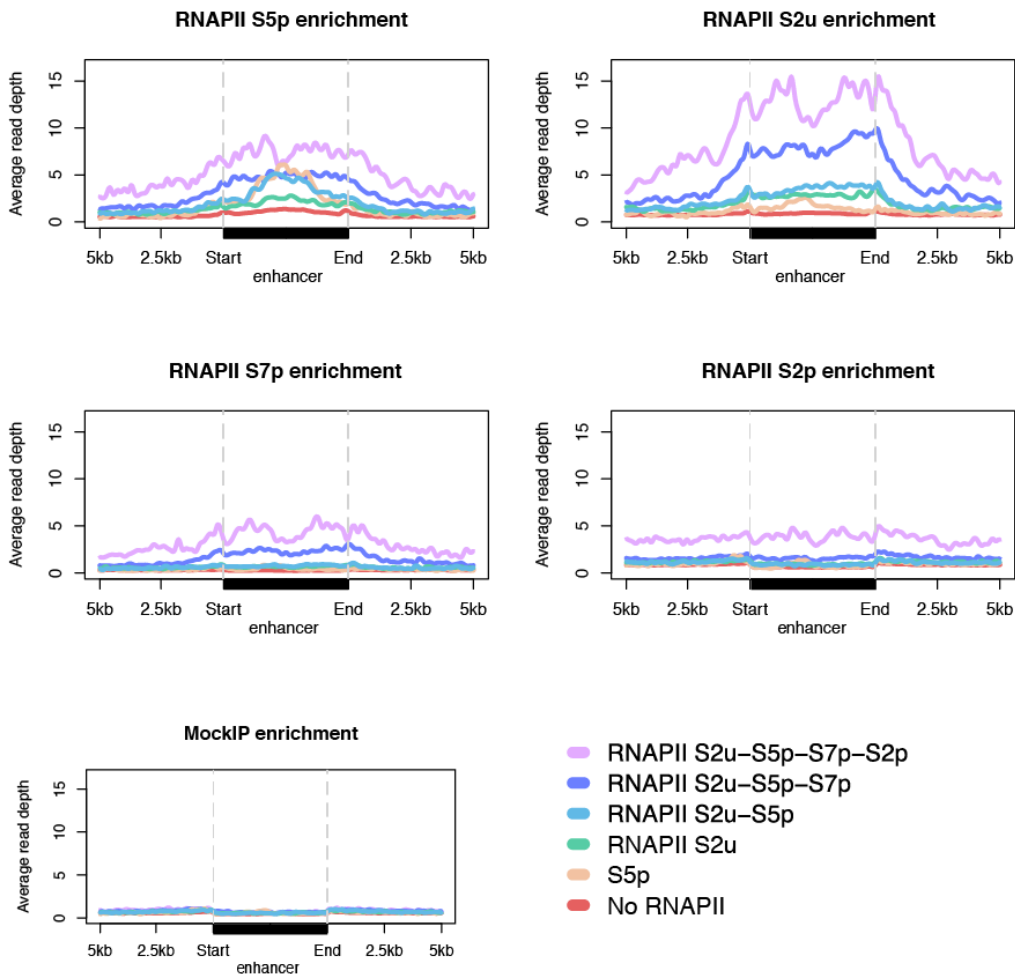 RNAPII S5p enrichment
Average read depth
15
10
5
0
5kb 2.5kb Start End 2.5kb 5kb
enhancer
RNAPII S2u enrichment
Average read depth
15
10
5
0
5kb 2.5kb Start End 2.5kb 5kb
enhancer
RNAPII S7p enrichment
Average read depth
15
10
5
0
5kb 2.5kb Start End 2.5kb 5kb
enhancer
RNAPII S2p enrichment
Average read depth
15
10
5
0
5kb 2.5kb Start End 2.5kb 5kb
enhancer
MockIP enrichment
Average read depth
15
10
5
0
5kb 2.5kb Start End 2.5kb 5kb
enhancer
RNAPII S2u−S5p−S7p−S2p
RNAPII S2u−S5p−S7p
RNAPII S2u−S5p
RNAPII S2u
S5p
No RNAPII